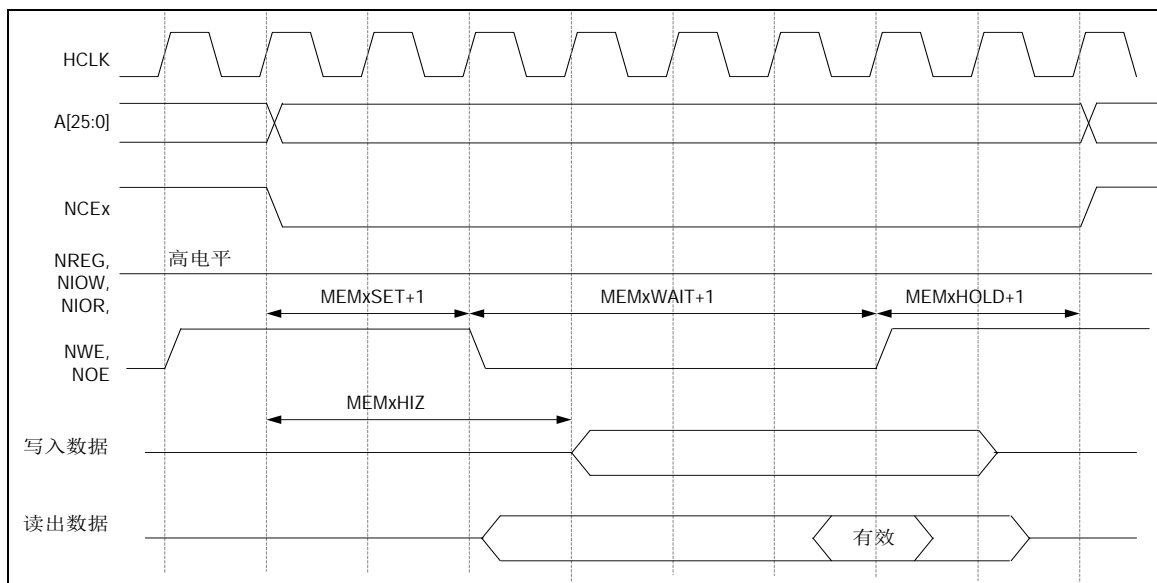 HCLK
A[25:0]
NCEx
NREG,
NIOW,
NIOR,
高电平
MEMxSET+1
MEMxWAIT+1
MEMxHOLD+1
NWE,
NOE
MEMxHIZ
写入数据
读出数据
有效